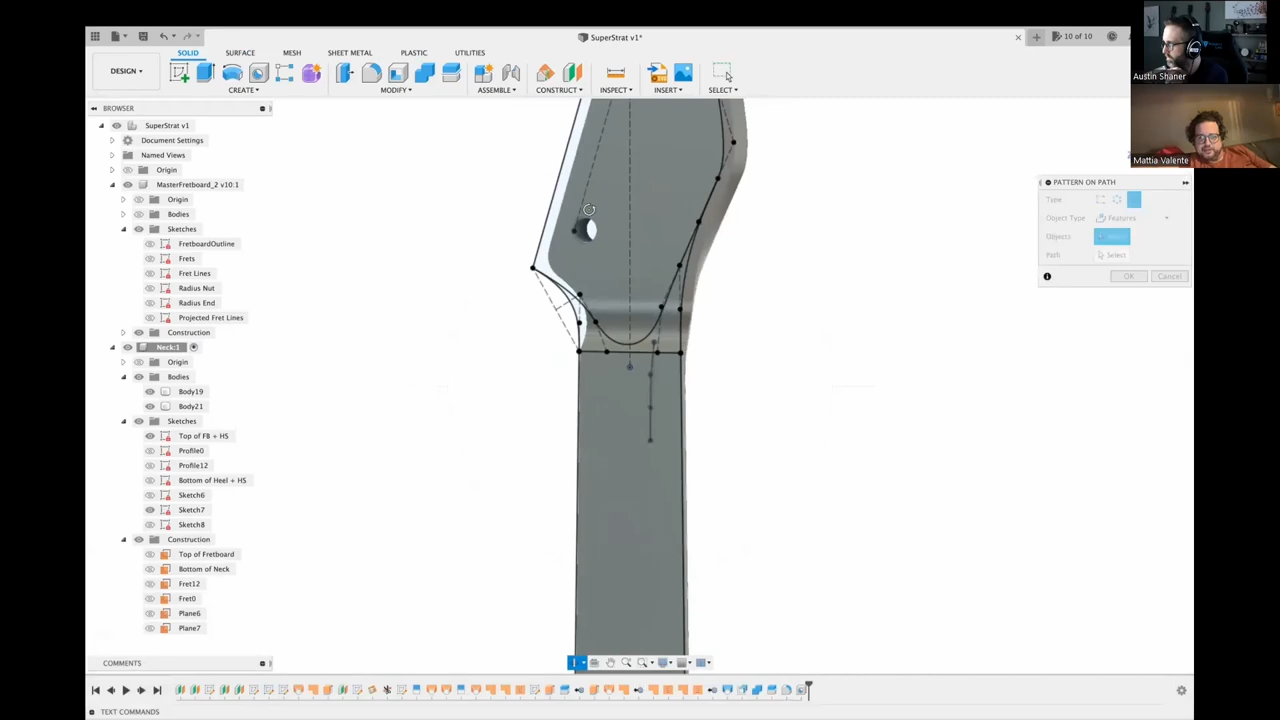 SuperStrat v1*
10 of 10
DESIGN
SOLID
SURFACE
MESH
SHEET METAL
PLASTIC
UTILITIES
CREATE
MODIFY
ASSEMBLE
CONSTRUCT
INSPECT
INSERT
SELECT
Austin Shaner
Mattia Valente
BROWSER
SuperStrat v1
Document Settings
Named Views
Origin
MasterFretboard_2 v10:1
Origin
Bodies
Sketches
FretboardOutline
Frets
Fret Lines
Radius Nut
Radius End
Projected Fret Lines
Construction
Neck:1
Origin
Bodies
Body19
Body21
Sketches
Top of FB + HS
Profile0
Profile12
Bottom of Heel + HS
Sketch6
Sketch7
Sketch8
Construction
Top of Fretboard
Bottom of Neck
Fret12
Fret0
Plane6
Plane7
PATTERN ON PATH
Type
Object Type
Features
Objects
Path
Select
OK
Cancel
COMMENTS
TEXT COMMANDS